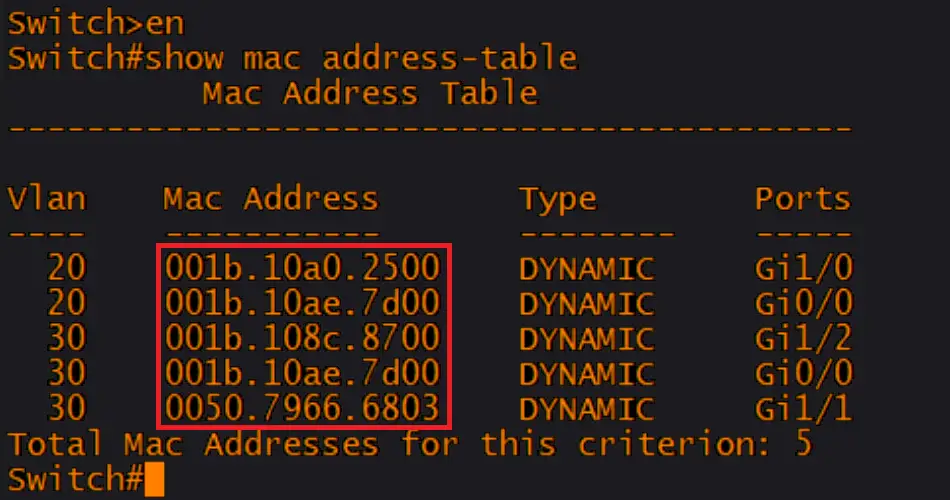 Switch>en
Switch#show mac address-table
Mac Address Table
-------------------------------------------
Vlan Mac Address Type Ports
---- ----------- -------- -----
20 001b.10a0.2500 DYNAMIC Gi1/0
20 001b.10ae.7d00 DYNAMIC Gi0/0
30 001b.108c.8700 DYNAMIC Gi1/2
30 001b.10ae.7d00 DYNAMIC Gi0/0
30 0050.7966.6803 DYNAMIC Gi1/1
Total Mac Addresses for this criterion: 5
Switch#